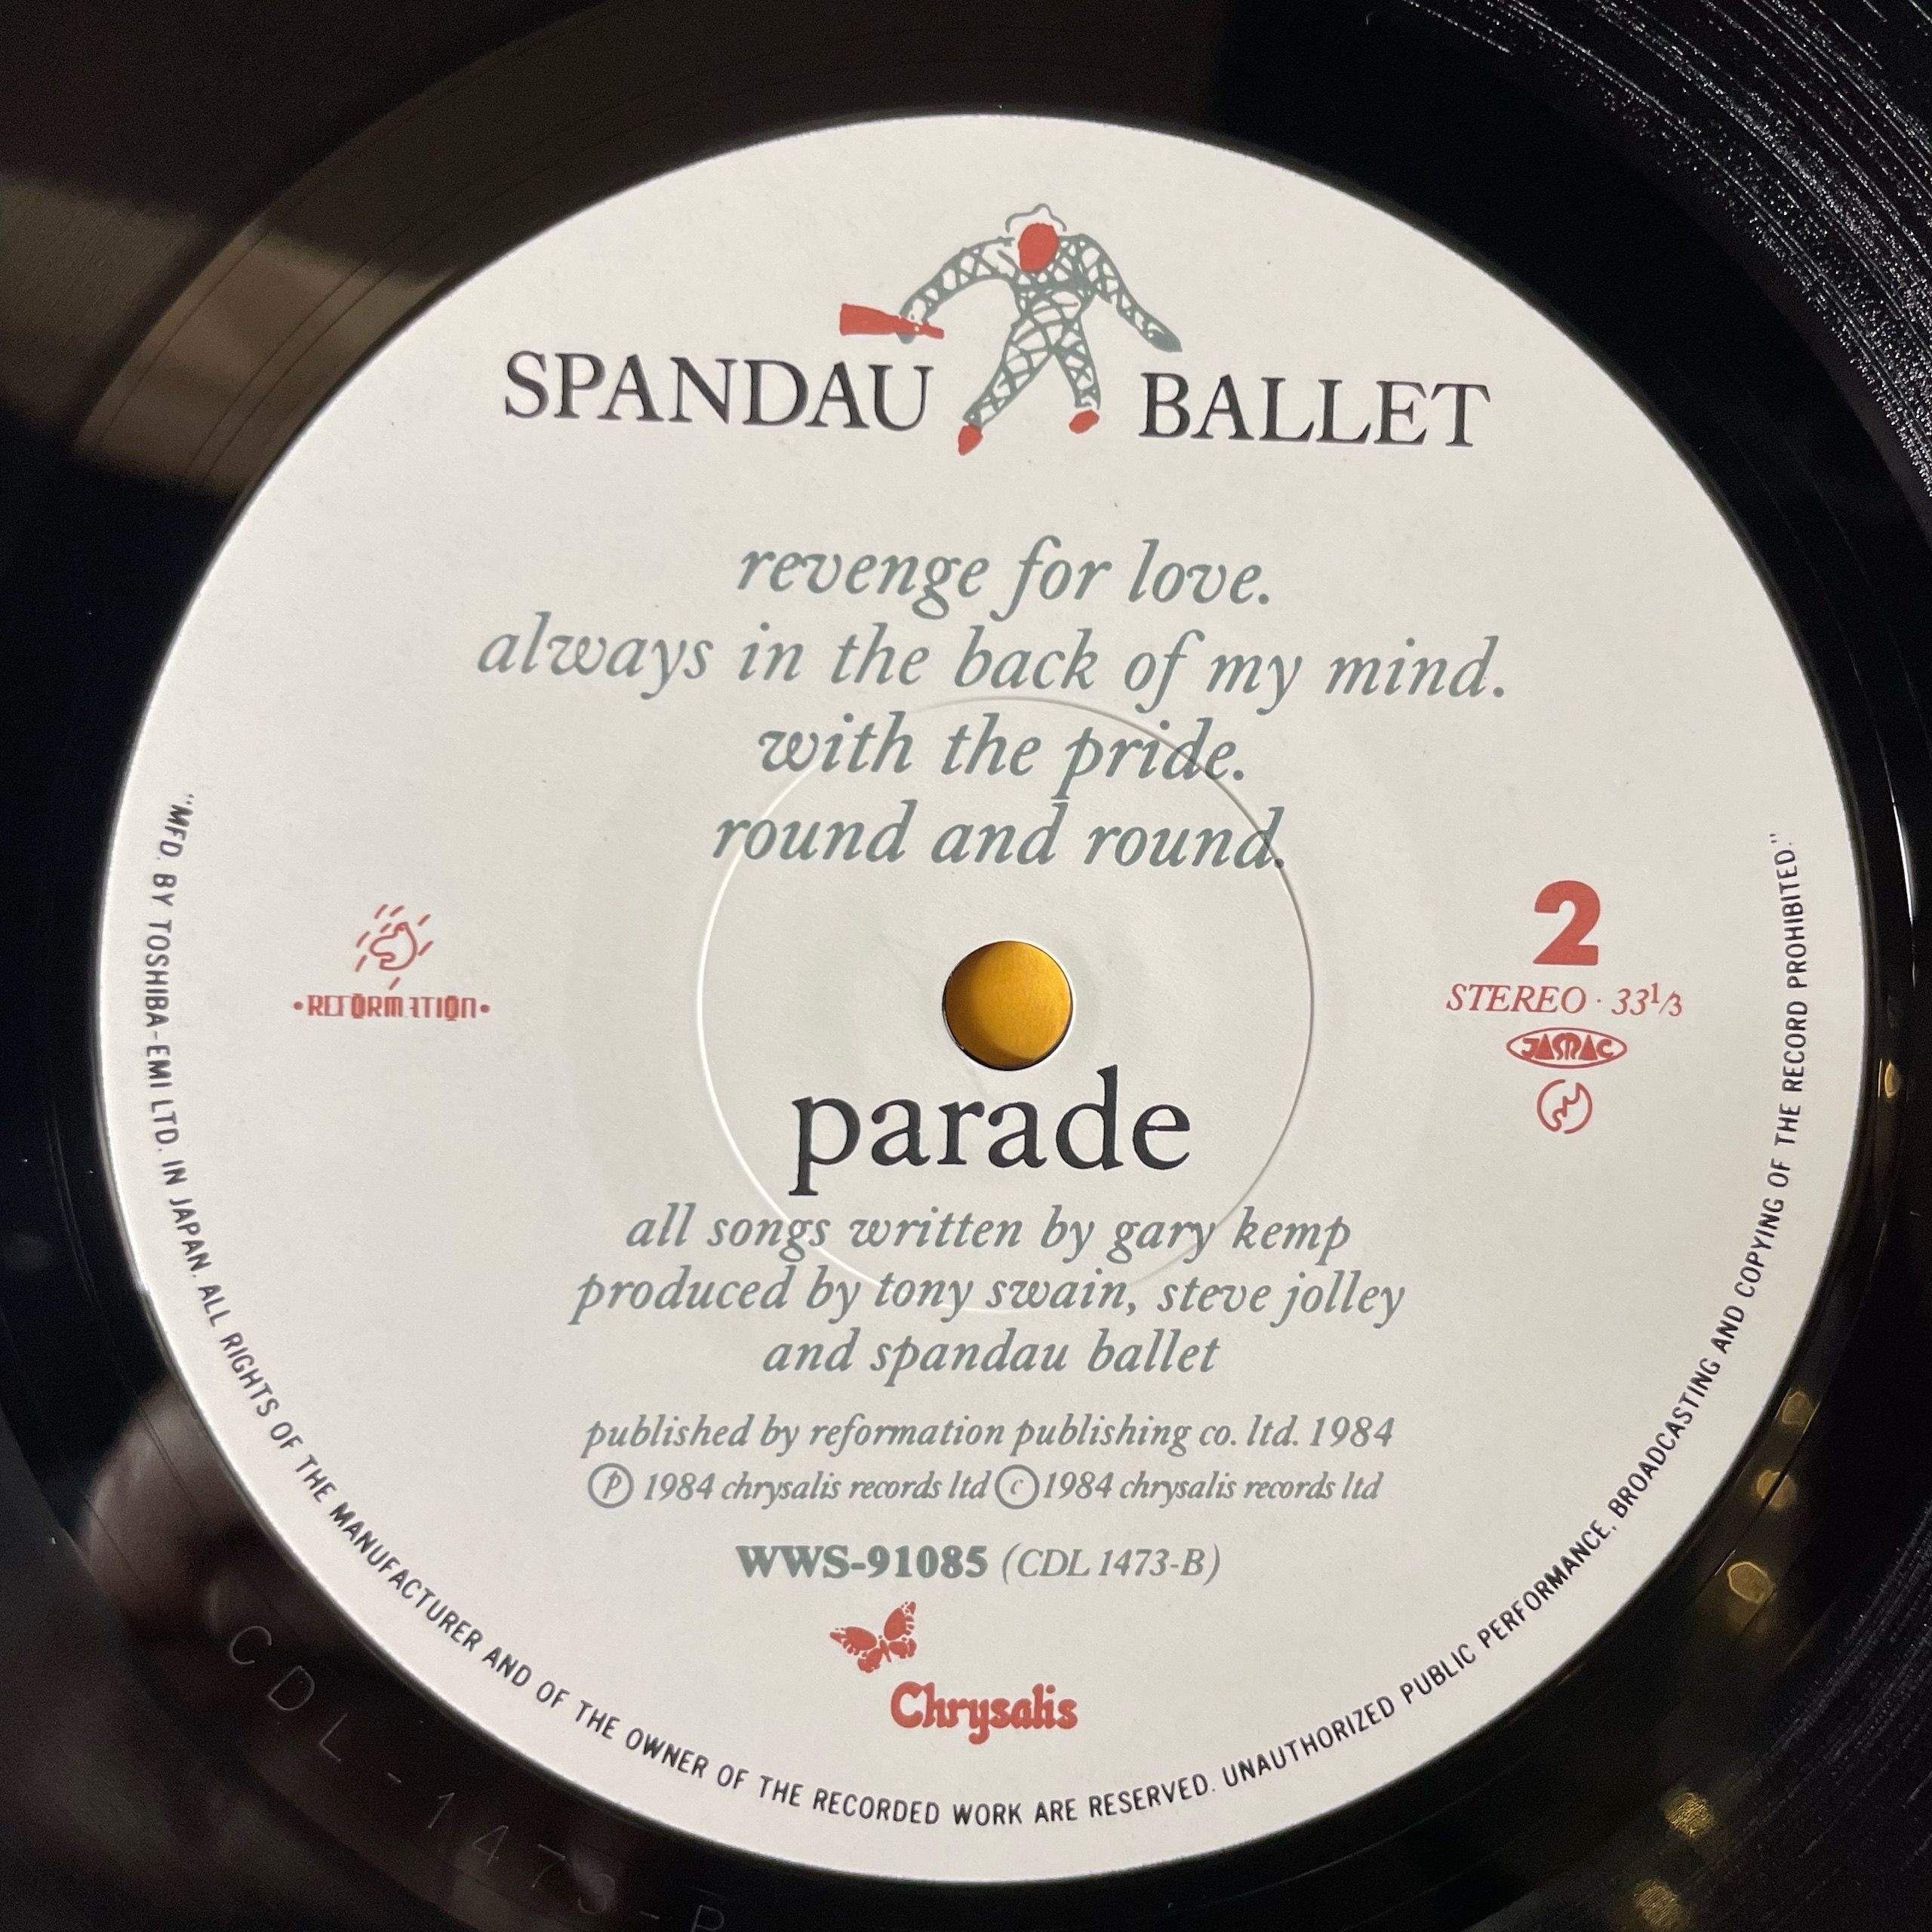 SPANDAU BALLET
revenge for love.
always in the back of my mind.
with the pride.
round and round.
•REFORMATION•
2
STEREO · 33⅓
JASRAC
parade
all songs written by gary kemp
produced by tony swain, steve jolley
and spandau ballet
published by reformation publishing co. ltd. 1984
Ⓟ 1984 chrysalis records ltd © 1984 chrysalis records ltd
WWS-91085 (CDL 1473-B)
Chrysalis
"MFD. BY TOSHIBA-EMI LTD. IN JAPAN. ALL RIGHTS OF THE MANUFACTURER AND OF THE OWNER OF THE RECORDED WORK ARE RESERVED. UNAUTHORIZED PUBLIC PERFORMANCE, BROADCASTING AND COPYING OF THE RECORD PROHIBITED."
CDL-1473-B